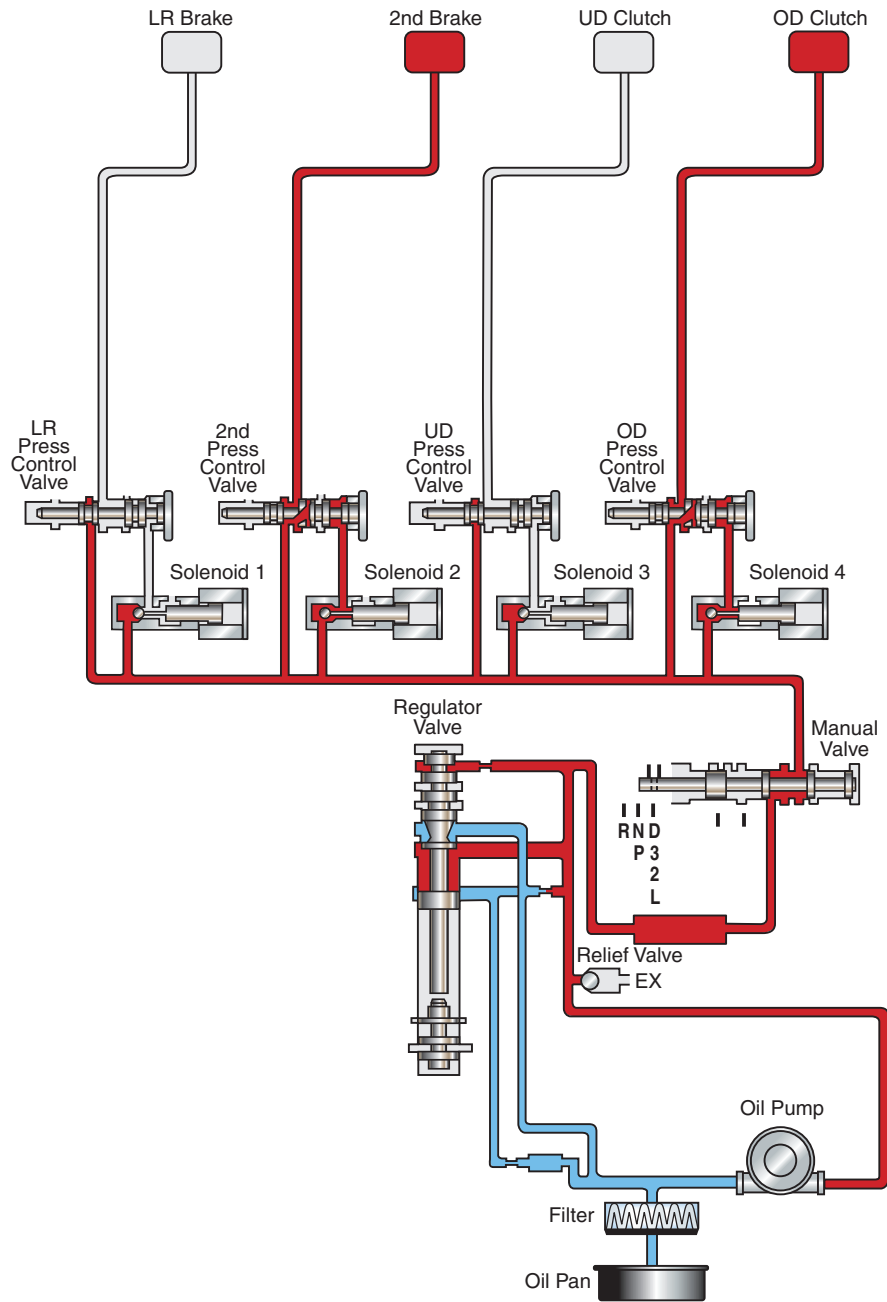 LR Brake
2nd Brake
UD Clutch
OD Clutch
LR
Press
Control
Valve
2nd
Press
Control
Valve
UD
Press
Control
Valve
OD
Press
Control
Valve
Solenoid 1
Solenoid 2
Solenoid 3
Solenoid 4
Regulator
Valve
Manual
Valve
R N D
P 3
2
L
Relief Valve
EX
Oil Pump
Filter
Oil Pan